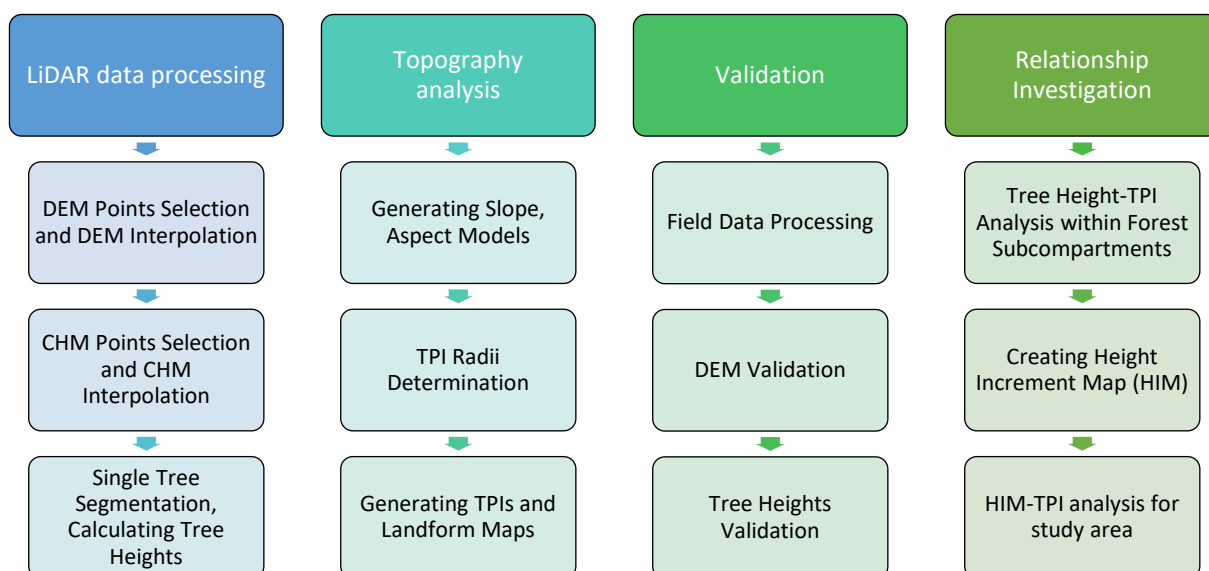 LiDAR data processing
DEM Points Selection
and DEM Interpolation
CHM Points Selection
and CHM
Interpolation
Single Tree
Segmentation,
Calculating Tree
Heights
Topography
analysis
Generating Slope,
Aspect Models
TPI Radii
Determination
Generating TPIs and
Landform Maps
Validation
Field Data Processing
DEM Validation
Tree Heights
Validation
Relationship
Investigation
Tree Height-TPI
Analysis within Forest
Subcompartments
Creating Height
Increment Map (HIM)
HIM-TPI analysis for
study area